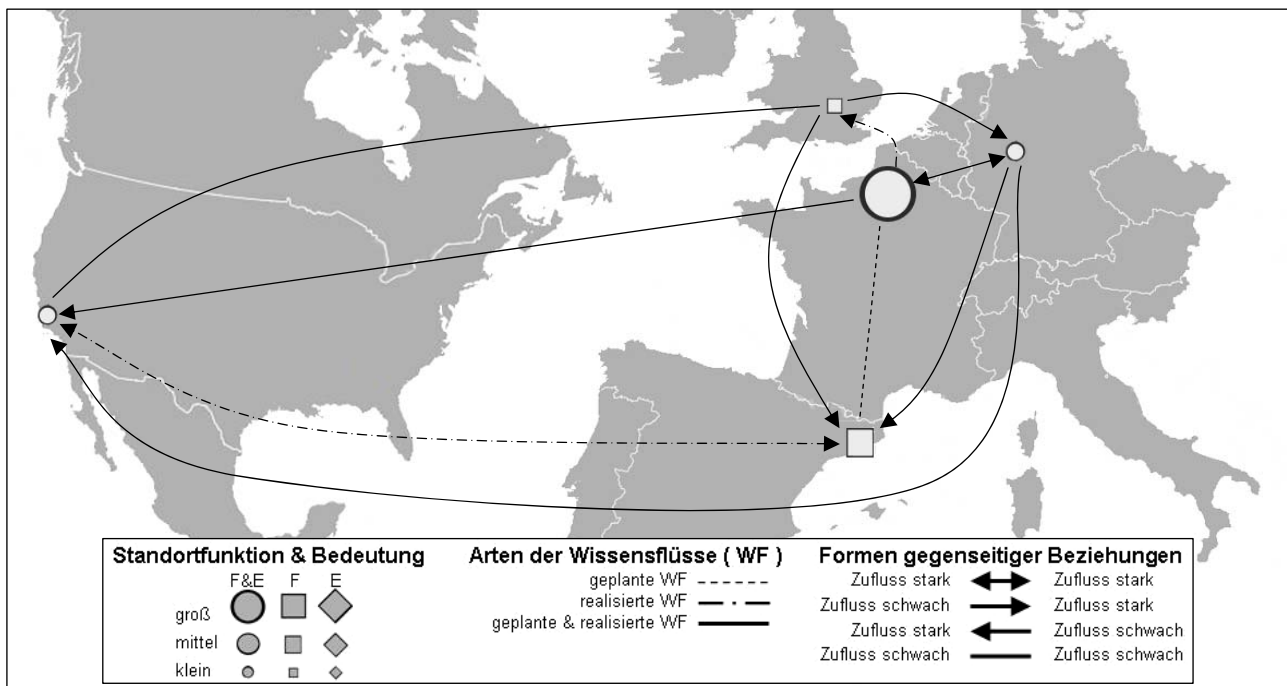 Standortfunktion & Bedeutung
F&E F E
groß
mittel
klein
Arten der Wissensflüsse ( WF )
geplante WF
realisierte WF
geplante & realisierte WF
Formen gegenseitiger Beziehungen
Zufluss stark Zufluss stark
Zufluss schwach Zufluss stark
Zufluss stark Zufluss schwach
Zufluss schwach Zufluss schwach